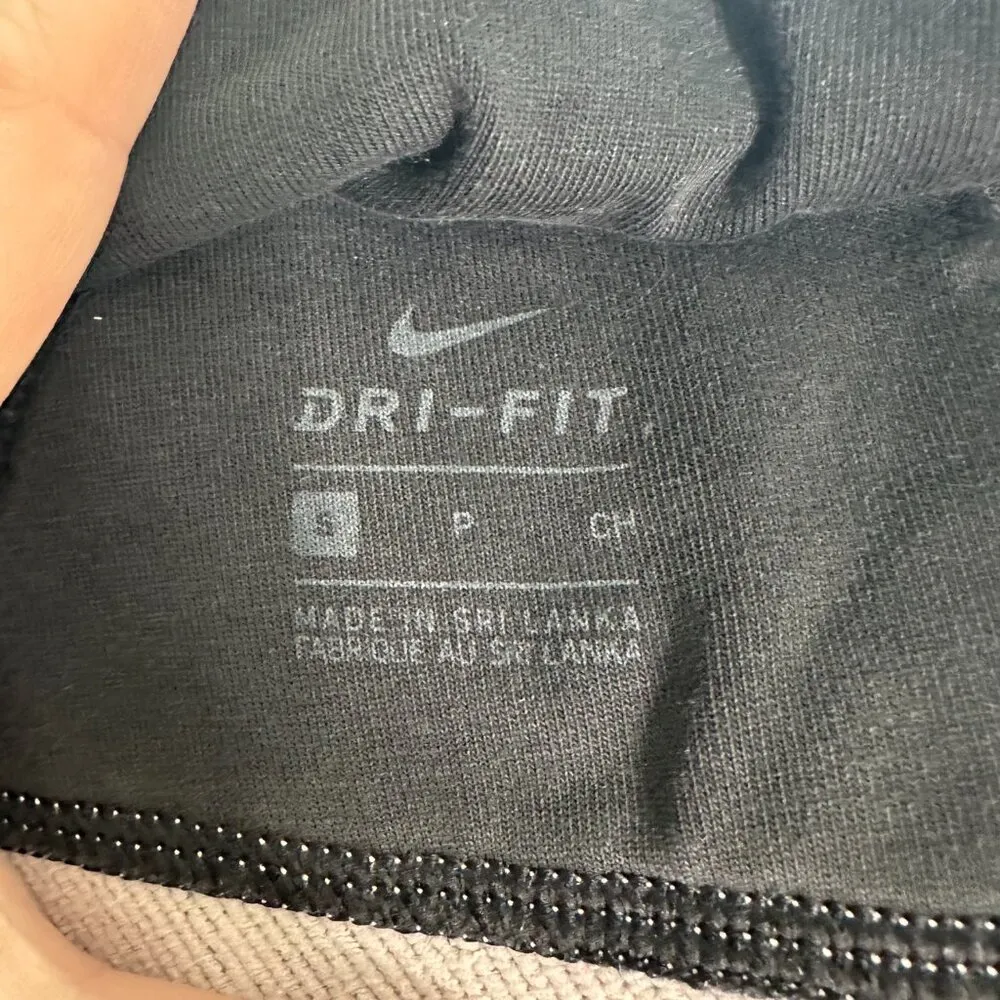 DRI-FIT
S P CH
MADE IN SRI LANKA
FABRIQUE AU SRI LANKA